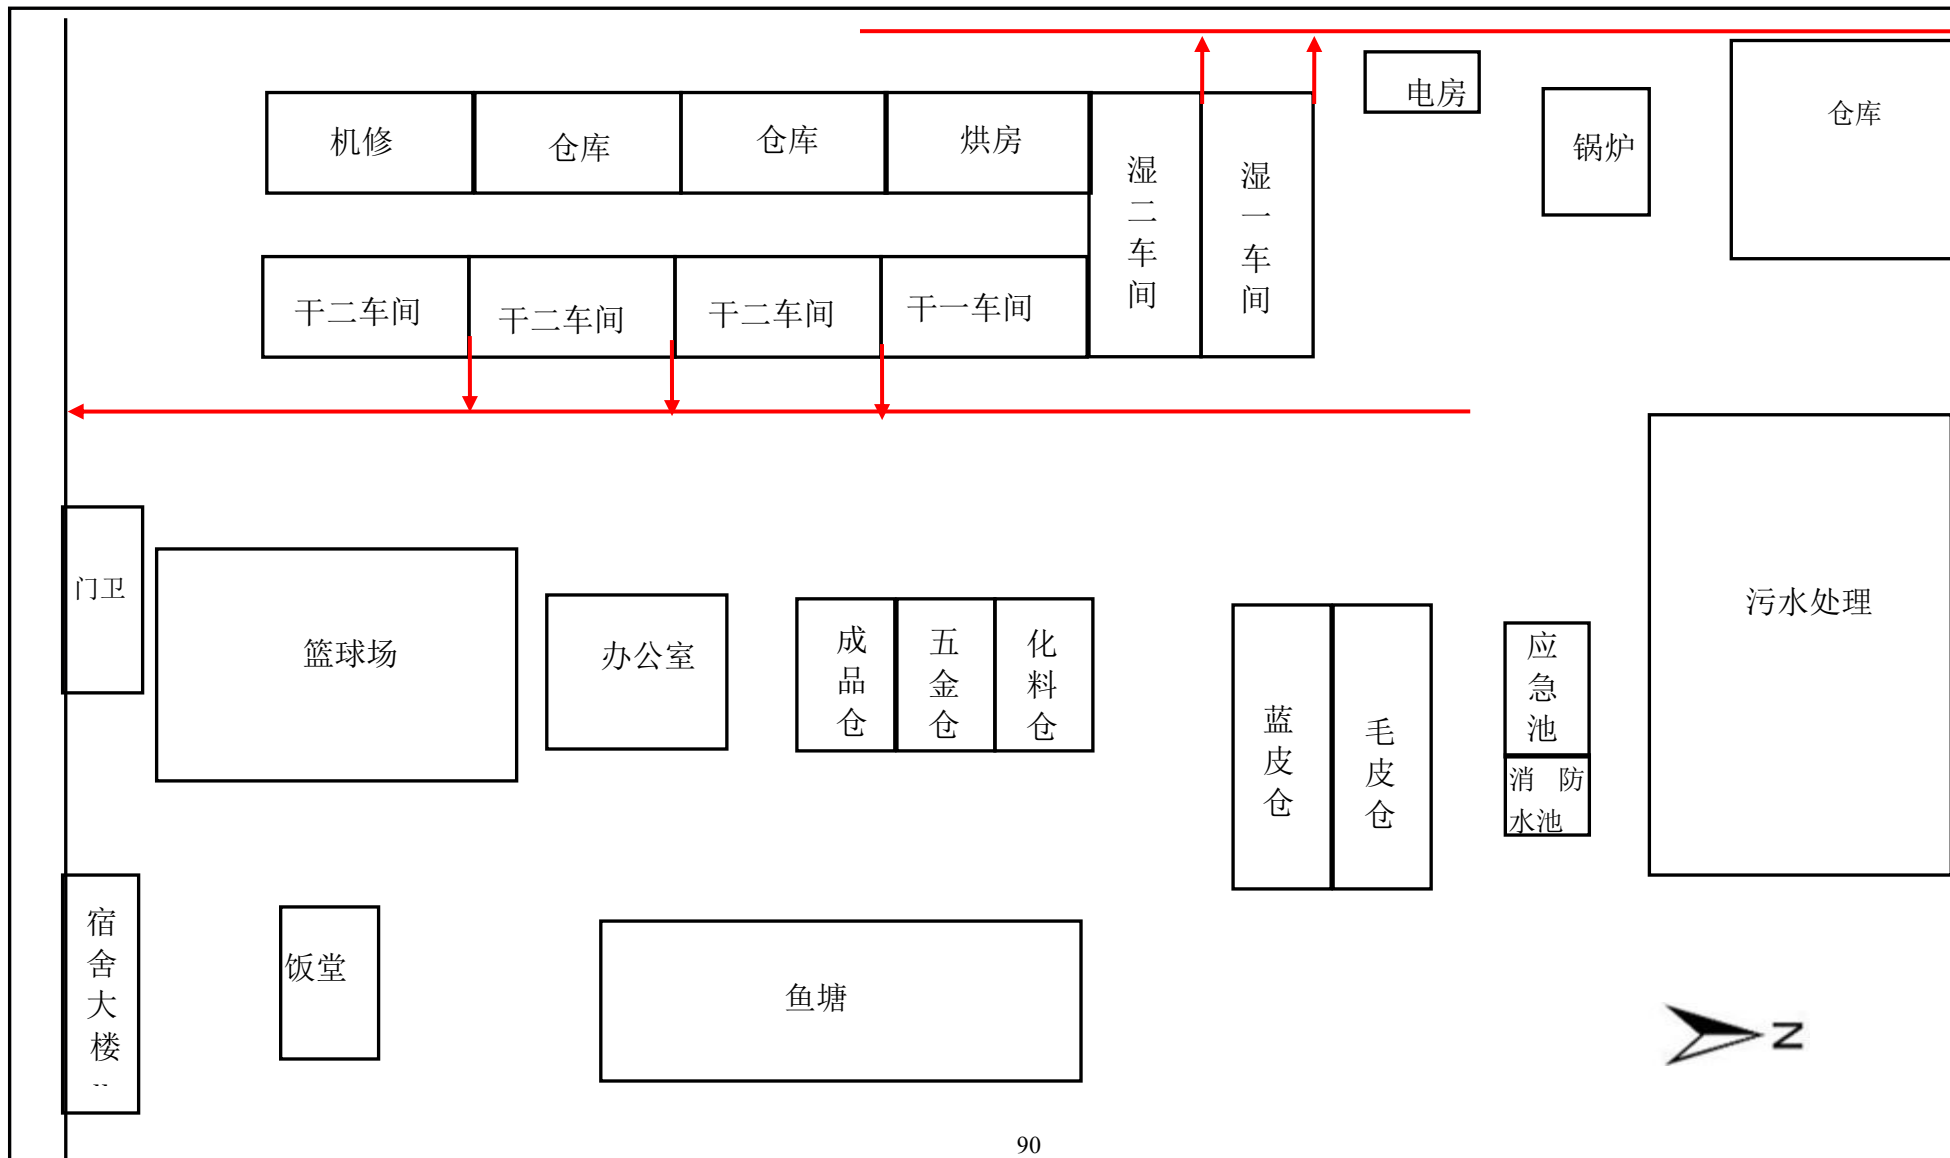 电房
仓库
机修
仓库
仓库
烘房
湿二车间
湿一车间
锅炉
干二车间
干二车间
干二车间
干一车间
门卫
篮球场
办公室
成品仓
五金仓
化料仓
蓝皮仓
毛皮仓
应急池
消 防
水池
污水处理
宿舍大楼
饭堂
鱼塘
N
90